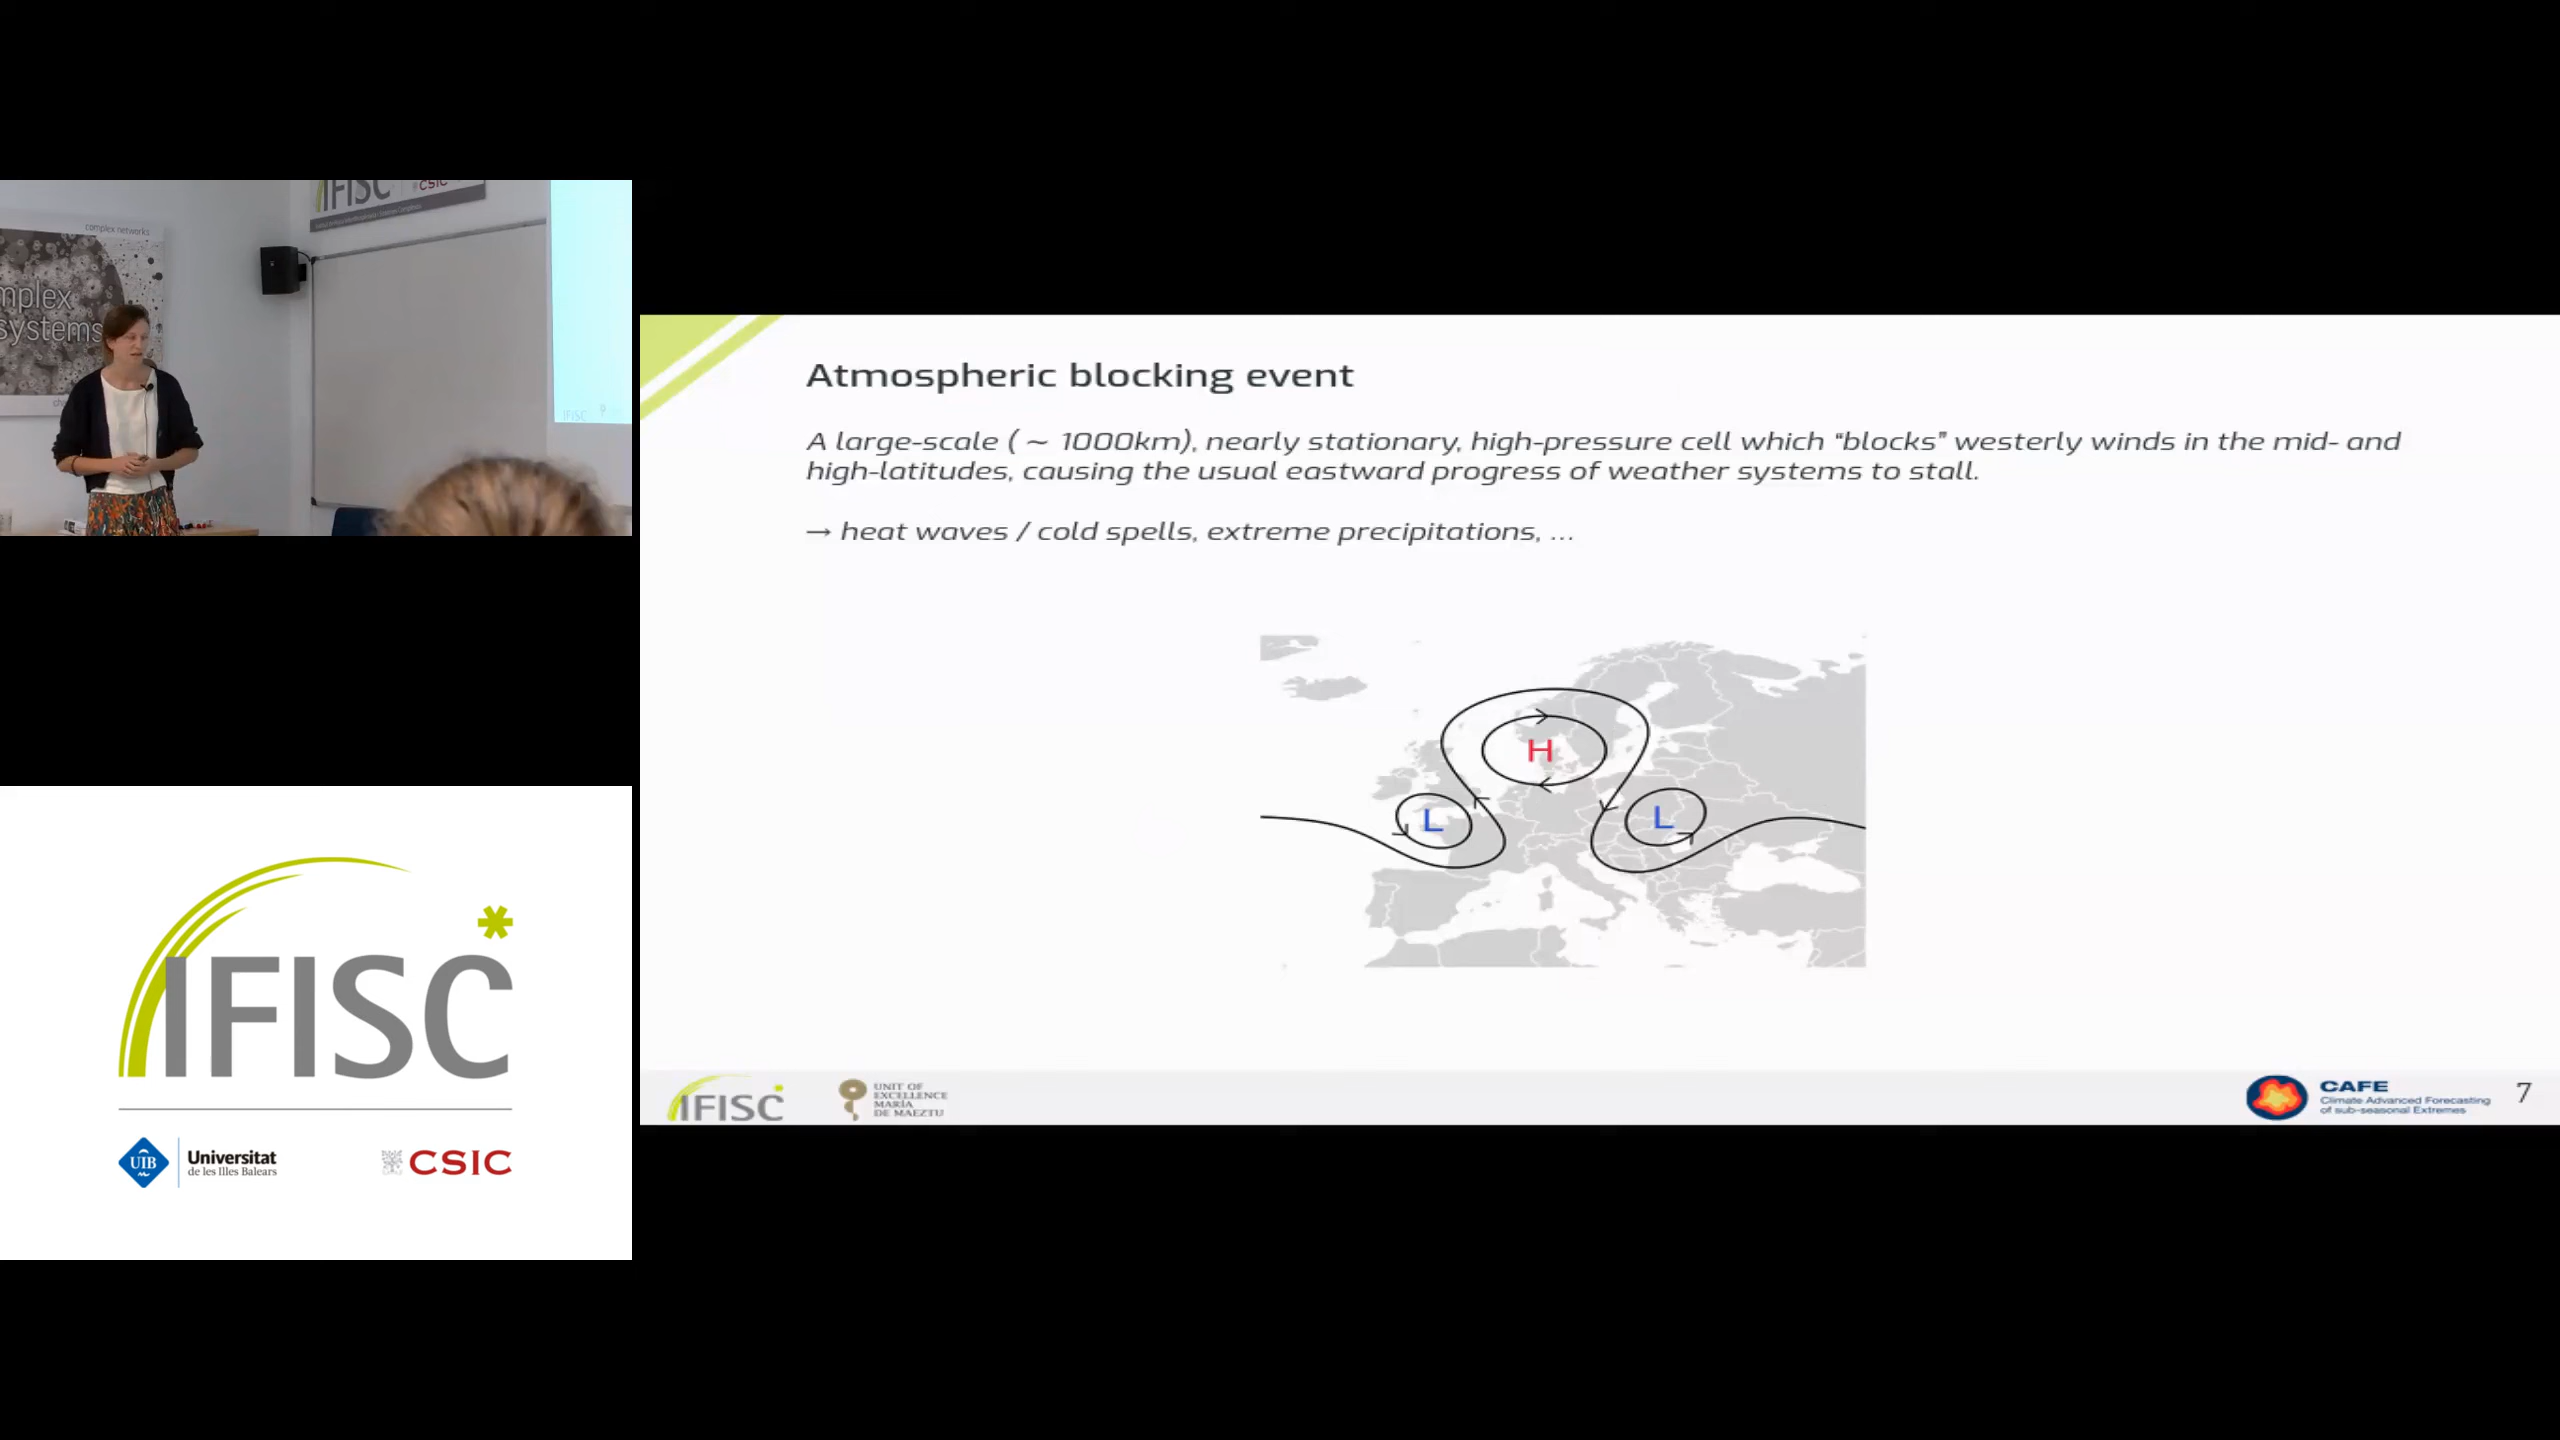 IFISC
CSIC
complex networks
mplex
systems
IFISC
Atmospheric blocking event
A large-scale ( ~ 1000km), nearly stationary, high-pressure cell which “blocks” westerly winds in the mid- and
high-latitudes, causing the usual eastward progress of weather systems to stall.
→ heat waves / cold spells, extreme precipitations, ...
H
L
L
IFISC
UNIT OF
EXCELLENCE
MARÍA
DE MAEZTU
CAFE
Climate Advanced Forecasting
of sub-seasonal Extremes
7
IFISC
UIB
Universitat
de les Illes Balears
CSIC